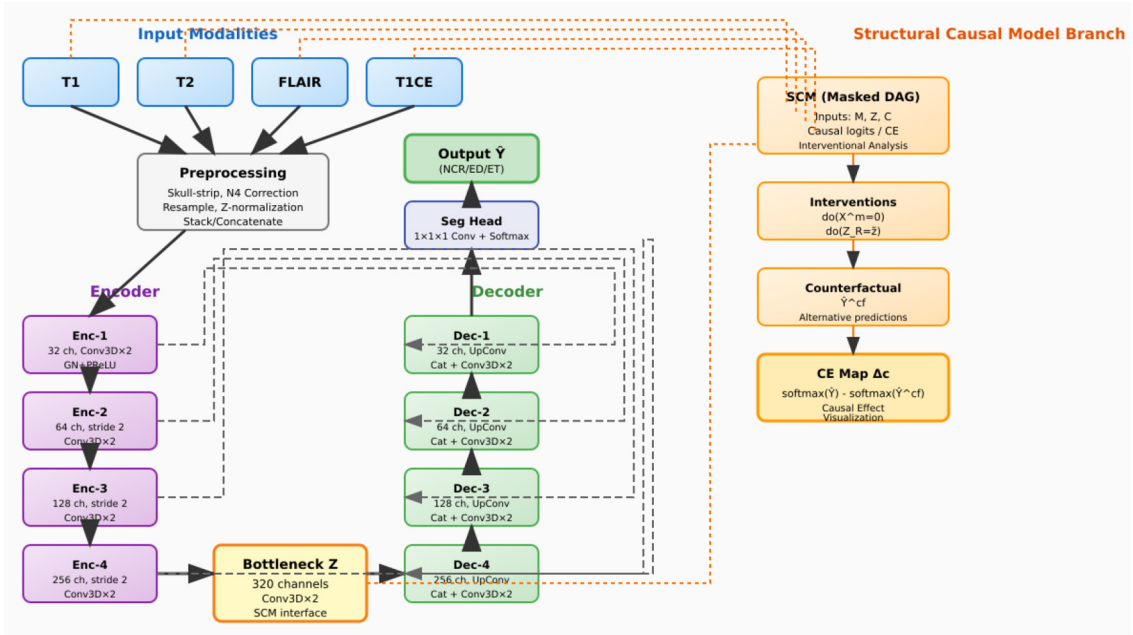 Input Modalities
Structural Causal Model Branch
T1
T2
FLAIR
T1CE
Preprocessing
Skull-strip, N4 Correction
Resample, Z-normalization
Stack/Concatenate
Output Ŷ
(NCR/ED/ET)
Seg Head
1×1×1 Conv + Softmax
Encoder
Decoder
Enc-1
32 ch, Conv3D×2
GN+PReLU
Enc-2
64 ch, stride 2
Conv3D×2
Enc-3
128 ch, stride 2
Conv3D×2
Enc-4
256 ch, stride 2
Conv3D×2
Bottleneck Z
320 channels
Conv3D×2
SCM interface
Dec-1
32 ch, UpConv
Cat + Conv3D×2
Dec-2
64 ch, UpConv
Cat + Conv3D×2
Dec-3
128 ch, UpConv
Cat + Conv3D×2
Dec-4
256 ch, UpConv
Cat + Conv3D×2
SCM (Masked DAG)
Inputs: M, Z, C
Causal logits / CE
Interventional Analysis
Interventions
do(X^m=0)
do(Z_R=z̃)
Counterfactual
Ŷ^cf
Alternative predictions
CE Map Δc
softmax(Ŷ) - softmax(Ŷ^cf)
Causal Effect
Visualization